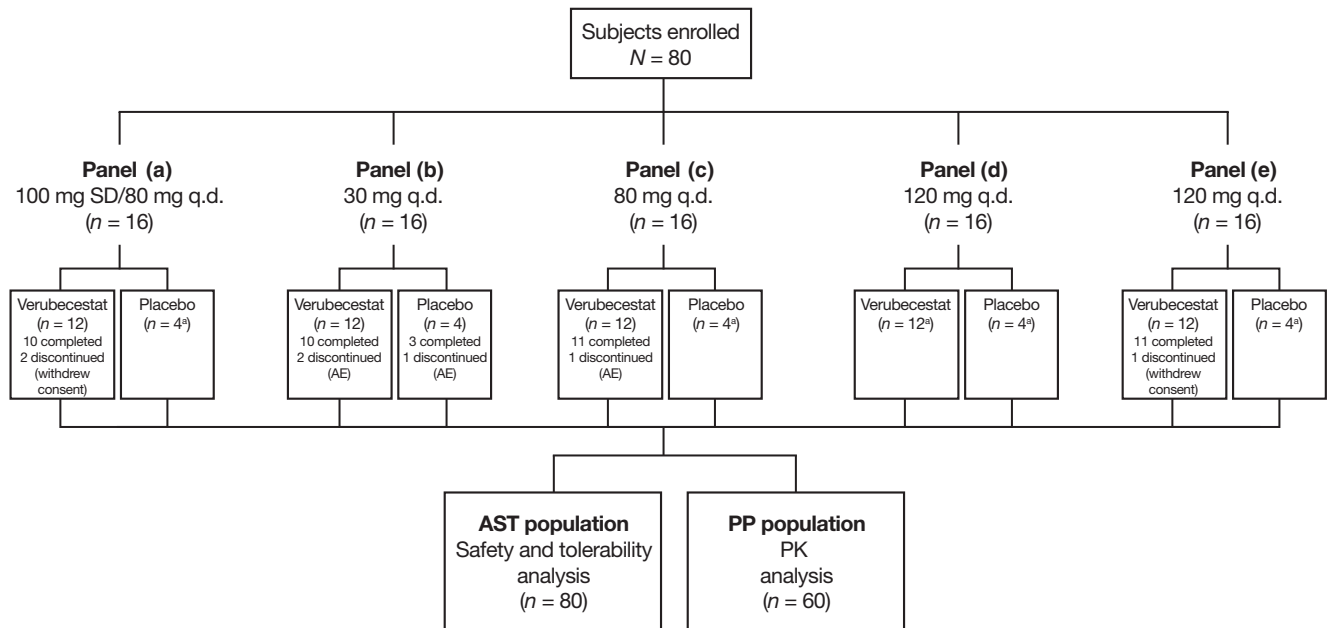 Subjects enrolled
N = 80
Panel (a)
100 mg SD/80 mg q.d.
(n = 16)
Panel (b)
30 mg q.d.
(n = 16)
Panel (c)
80 mg q.d.
(n = 16)
Panel (d)
120 mg q.d.
(n = 16)
Panel (e)
120 mg q.d.
(n = 16)
Verubecestat
(n = 12)
10 completed
2 discontinued
(withdrew
consent)
Placebo
(n = 4ª)
Verubecestat
(n = 12)
10 completed
2 discontinued
(AE)
Placebo
(n = 4)
3 completed
1 discontinued
(AE)
Verubecestat
(n = 12)
11 completed
1 discontinued
(AE)
Placebo
(n = 4ª)
Verubecestat
(n = 12ª)
Placebo
(n = 4ª)
Verubecestat
(n = 12)
11 completed
1 discontinued
(withdrew
consent)
Placebo
(n = 4ª)
AST population
Safety and tolerability
analysis
(n = 80)
PP population
PK
analysis
(n = 60)